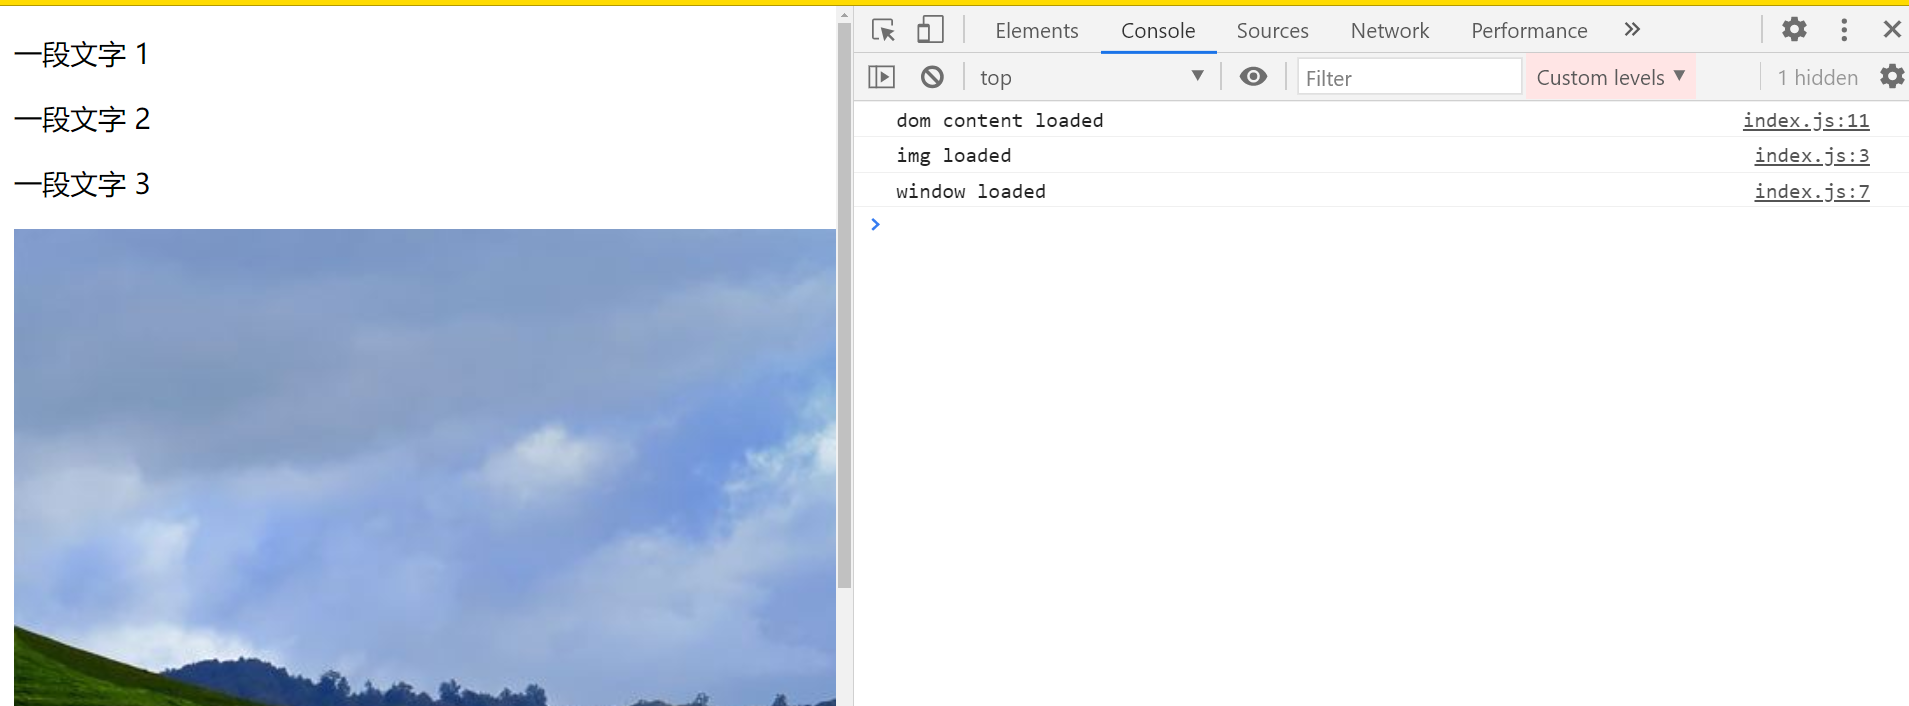 一段文字 1
一段文字 2
一段文字 3
Elements Console Sources Network Performance
top Filter Custom levels 1 hidden
dom content loaded index.js:11
img loaded index.js:3
window loaded index.js:7